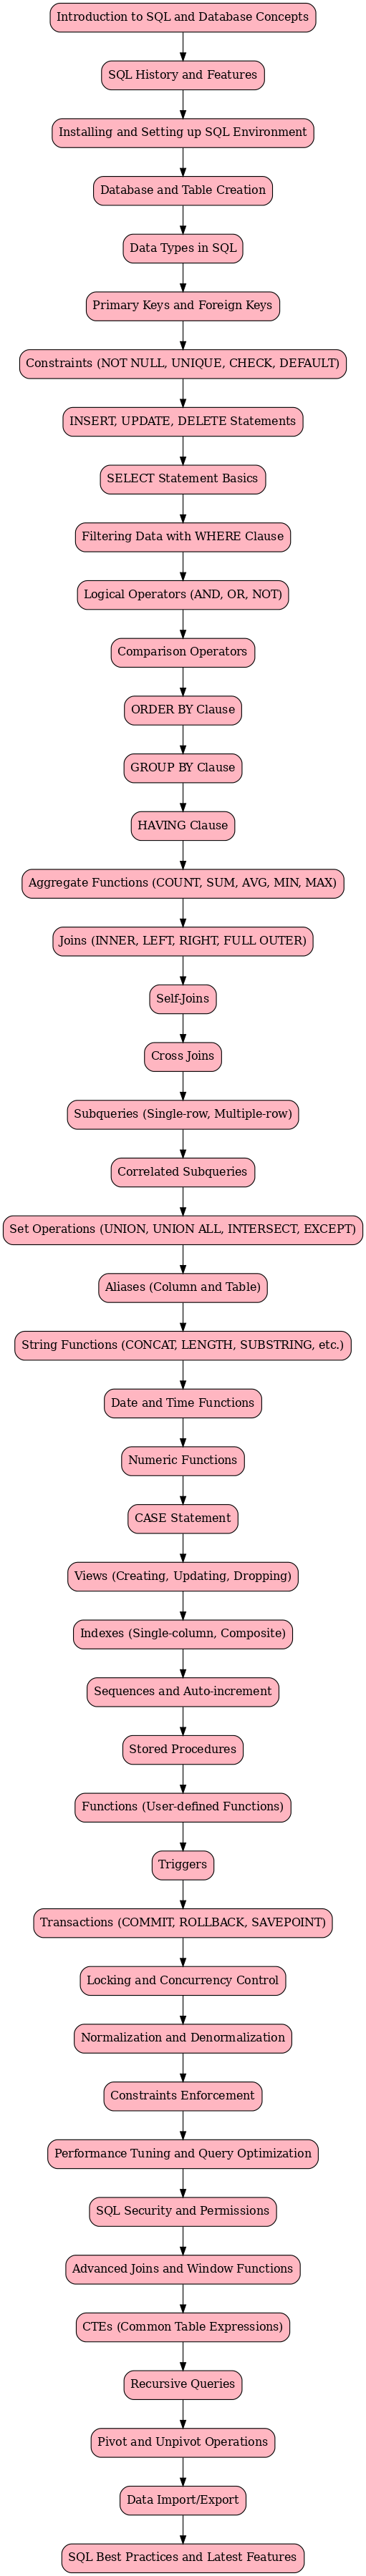 Introduction to SQL and Database Concepts
SQL History and Features
Installing and Setting up SQL Environment
Database and Table Creation
Data Types in SQL
Primary Keys and Foreign Keys
Constraints (NOT NULL, UNIQUE, CHECK, DEFAULT)
INSERT, UPDATE, DELETE Statements
SELECT Statement Basics
Filtering Data with WHERE Clause
Logical Operators (AND, OR, NOT)
Comparison Operators
ORDER BY Clause
GROUP BY Clause
HAVING Clause
Aggregate Functions (COUNT, SUM, AVG, MIN, MAX)
Joins (INNER, LEFT, RIGHT, FULL OUTER)
Self-Joins
Cross Joins
Subqueries (Single-row, Multiple-row)
Correlated Subqueries
Set Operations (UNION, UNION ALL, INTERSECT, EXCEPT)
Aliases (Column and Table)
String Functions (CONCAT, LENGTH, SUBSTRING, etc.)
Date and Time Functions
Numeric Functions
CASE Statement
Views (Creating, Updating, Dropping)
Indexes (Single-column, Composite)
Sequences and Auto-increment
Stored Procedures
Functions (User-defined Functions)
Triggers
Transactions (COMMIT, ROLLBACK, SAVEPOINT)
Locking and Concurrency Control
Normalization and Denormalization
Constraints Enforcement
Performance Tuning and Query Optimization
SQL Security and Permissions
Advanced Joins and Window Functions
CTEs (Common Table Expressions)
Recursive Queries
Pivot and Unpivot Operations
Data Import/Export
SQL Best Practices and Latest Features